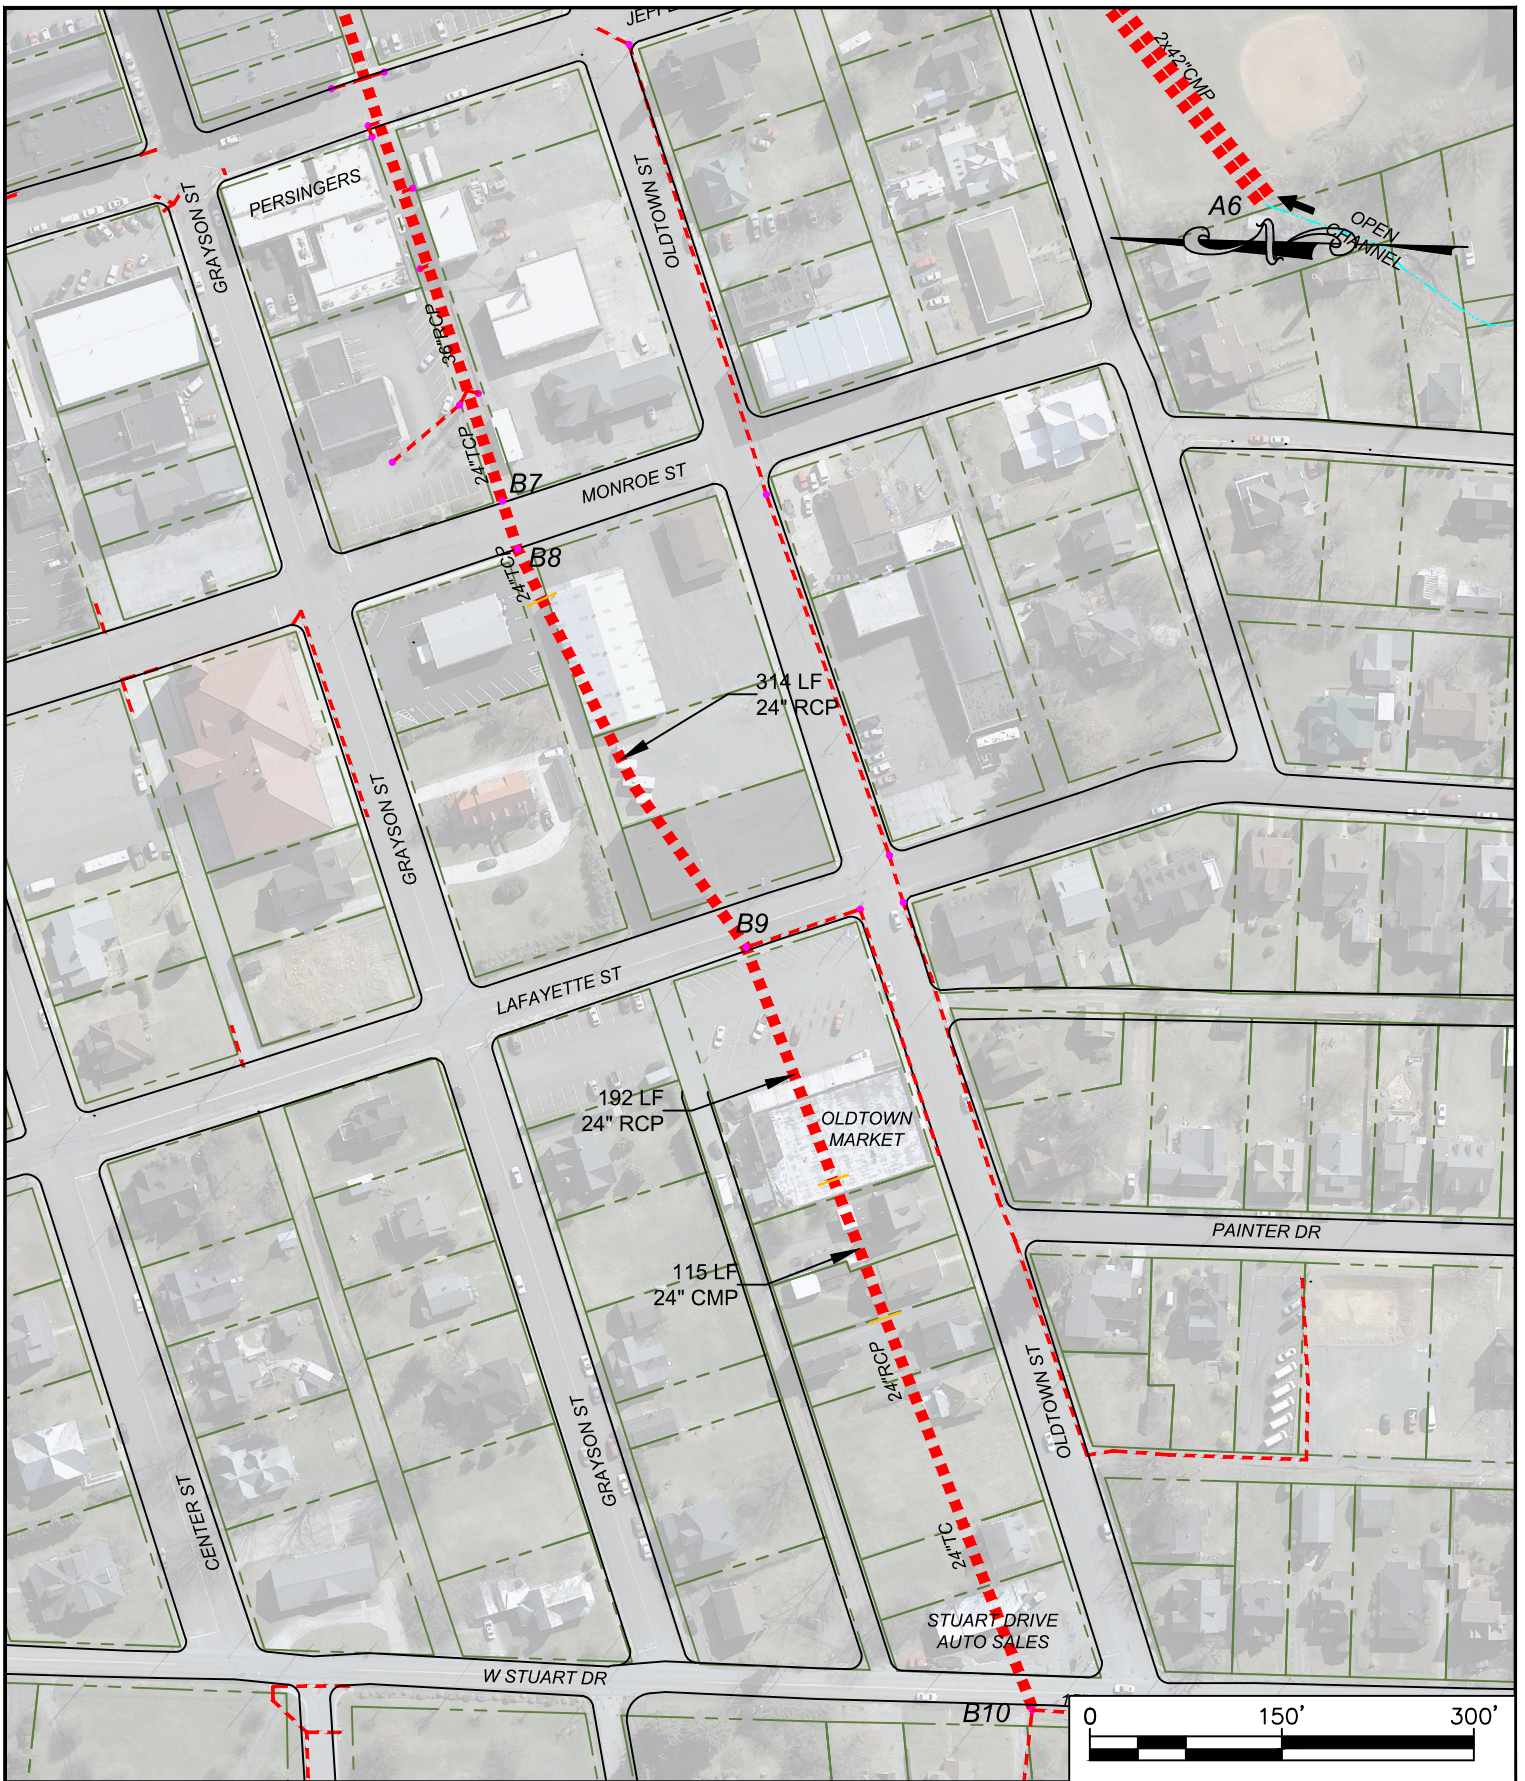 JEFFE
2x42"CMP
PERSINGERS
GRAYSON ST
OLDTOWN ST
A6
OPEN
CHANNEL
36"RCP
24"TCP
B7
MONROE ST
B8
24"TCP
314 LF
24" RCP
GRAYSON ST
B9
LAFAYETTE ST
192 LF
24" RCP
OLDTOWN
MARKET
PAINTER DR
115 LF
24" CMP
24"RCP
OLDTOWN ST
GRAYSON ST
CENTER ST
24"TC
STUART DRIVE
AUTO SALES
W STUART DR
B10
0 150' 300'